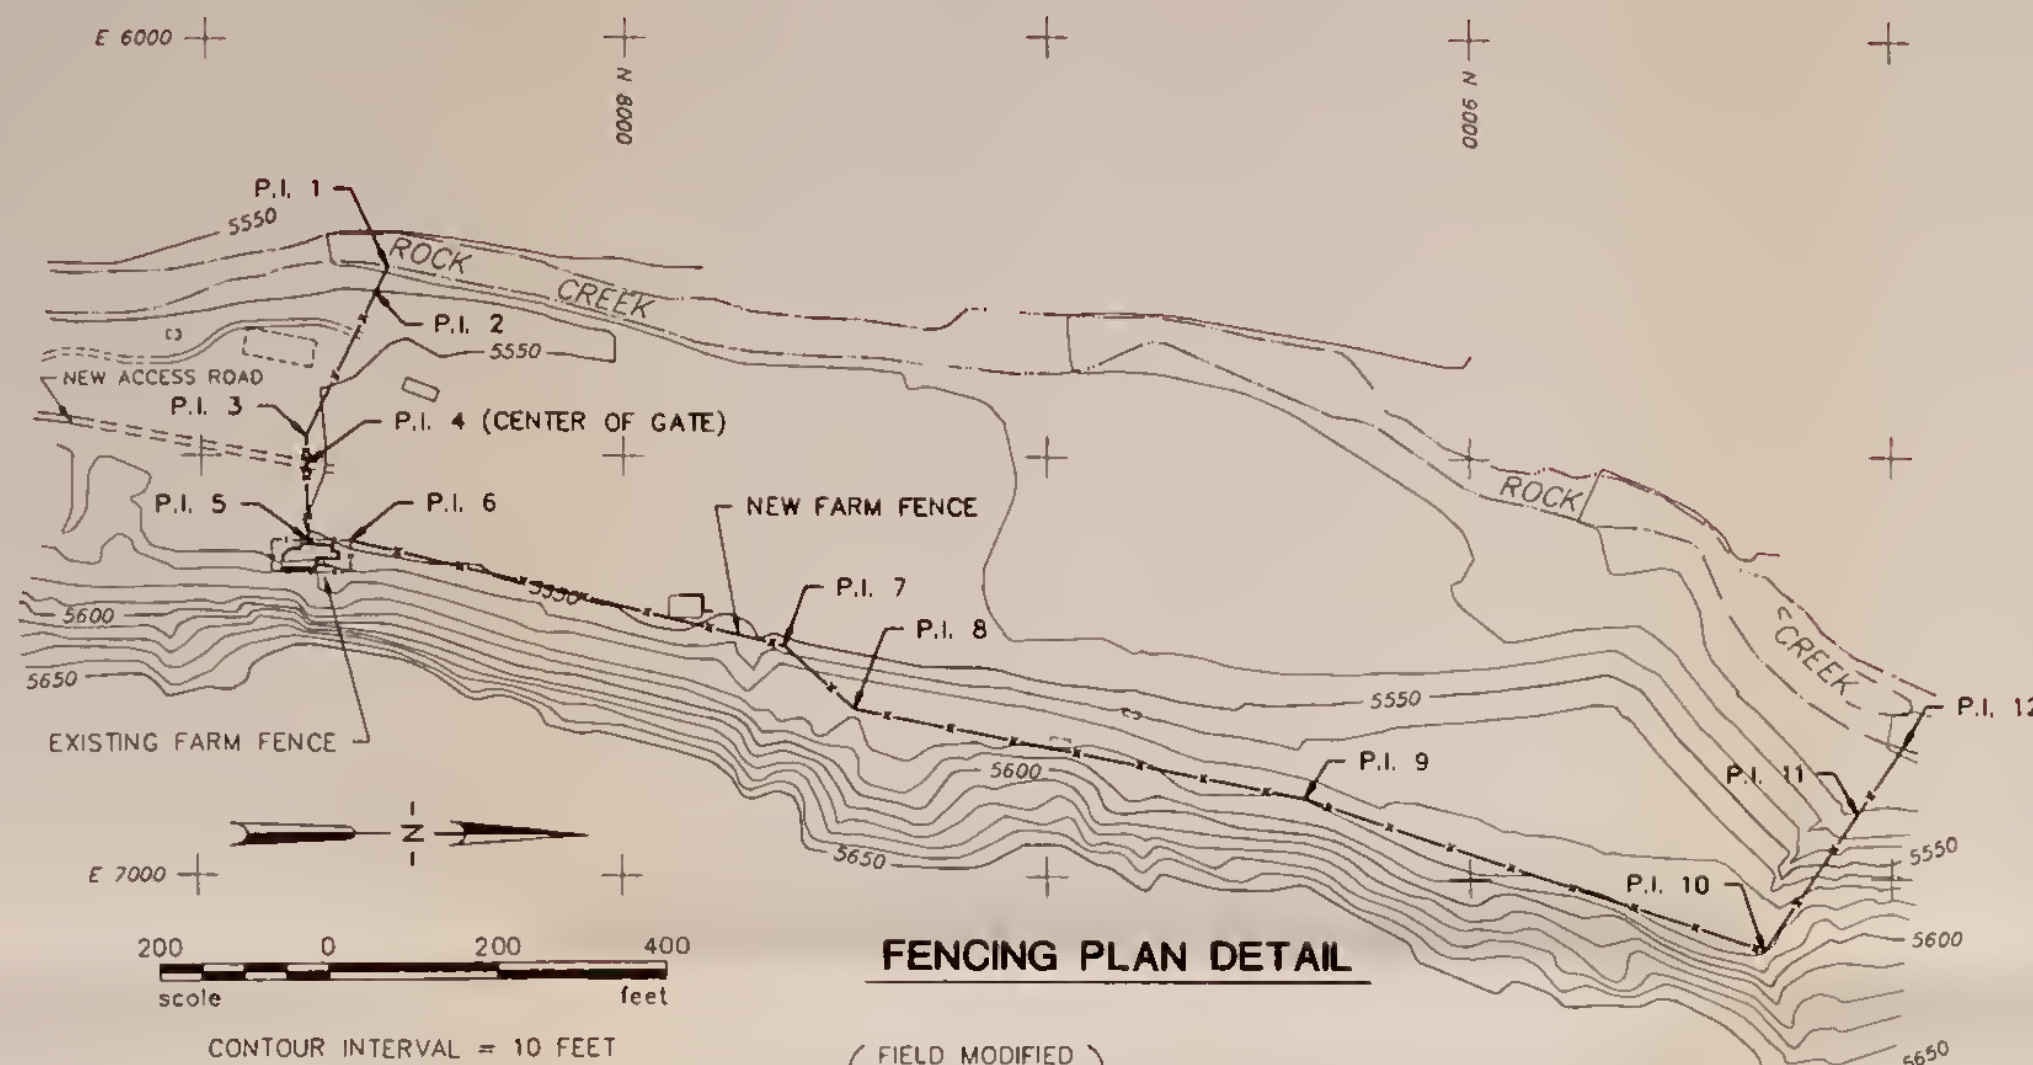 E 6000
N 8000
N 9000
P.I. 1
5550
ROCK
CREEK
P.I. 2
5550
NEW ACCESS ROAD
P.I. 3
P.I. 4 (CENTER OF GATE)
P.I. 5
P.I. 6
NEW FARM FENCE
ROCK
5550
P.I. 7
5600
P.I. 8
CREEK
5650
5550
P.I. 12
EXISTING FARM FENCE
5600
P.I. 9
P.I. 11
N
5650
5550
E 7000
P.I. 10
200 0 200 400
scale feet
FENCING PLAN DETAIL
5600
CONTOUR INTERVAL = 10 FEET
( FIELD MODIFIED )
5650